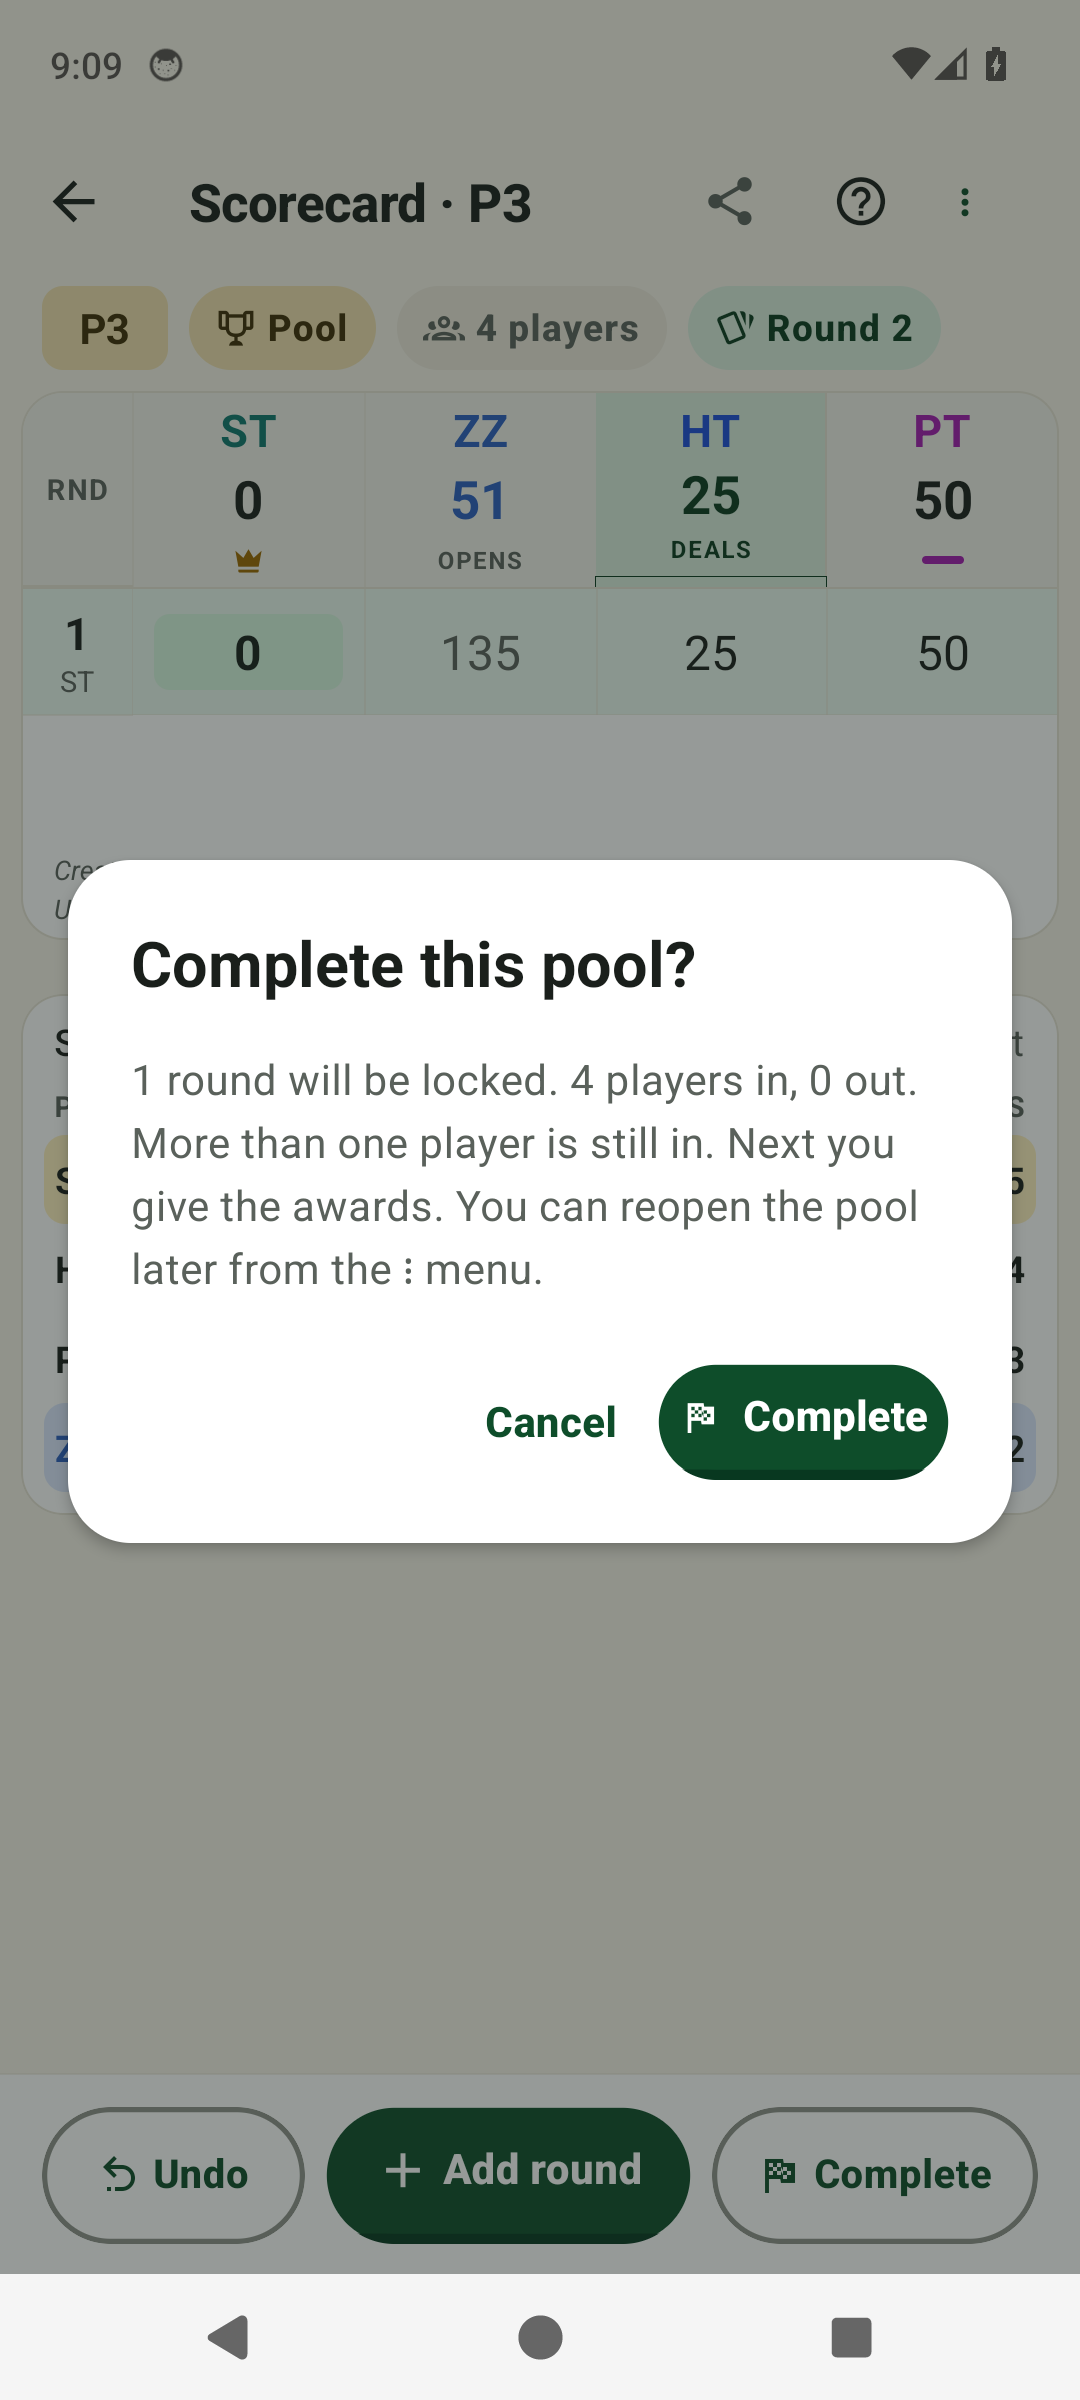 9:09
Scorecard · P3
P3
Pool
4 players
Round 2
RND
ST
ZZ
HT
PT
0
51
25
50
OPENS
DEALS
1
ST
0
135
25
50
Complete this pool?
1 round will be locked. 4 players in, 0 out.
More than one player is still in. Next you
give the awards. You can reopen the pool
later from the ⋮ menu.
Cancel
Complete
Undo
Add round
Complete